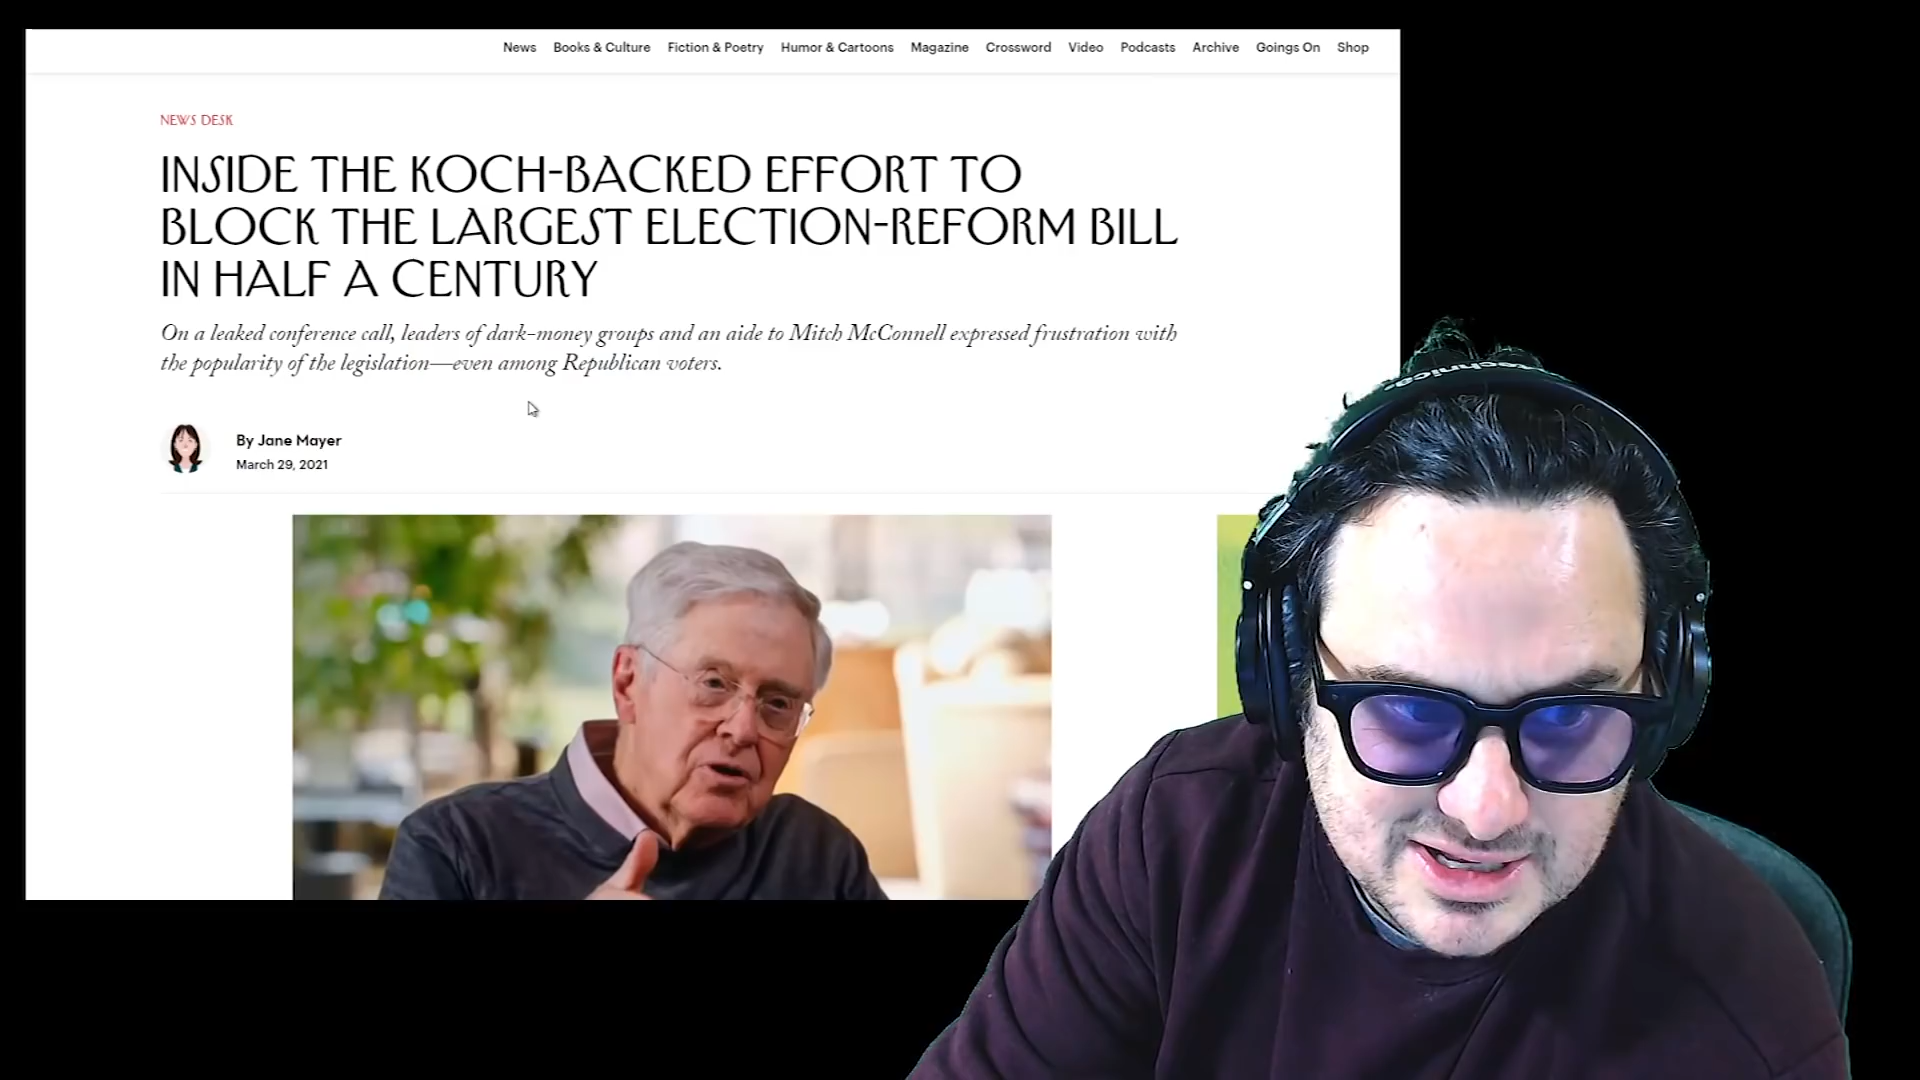 News Books & Culture Fiction & Poetry Humor & Cartoons Magazine Crossword Video Podcasts Archive Goings On Shop
NEWS DESK
INSIDE THE KOCH-BACKED EFFORT TO
BLOCK THE LARGEST ELECTION-REFORM BILL
IN HALF A CENTURY
On a leaked conference call, leaders of dark-money groups and an aide to Mitch McConnell expressed frustration with
the popularity of the legislation—even among Republican voters.
By Jane Mayer
March 29, 2021
technica